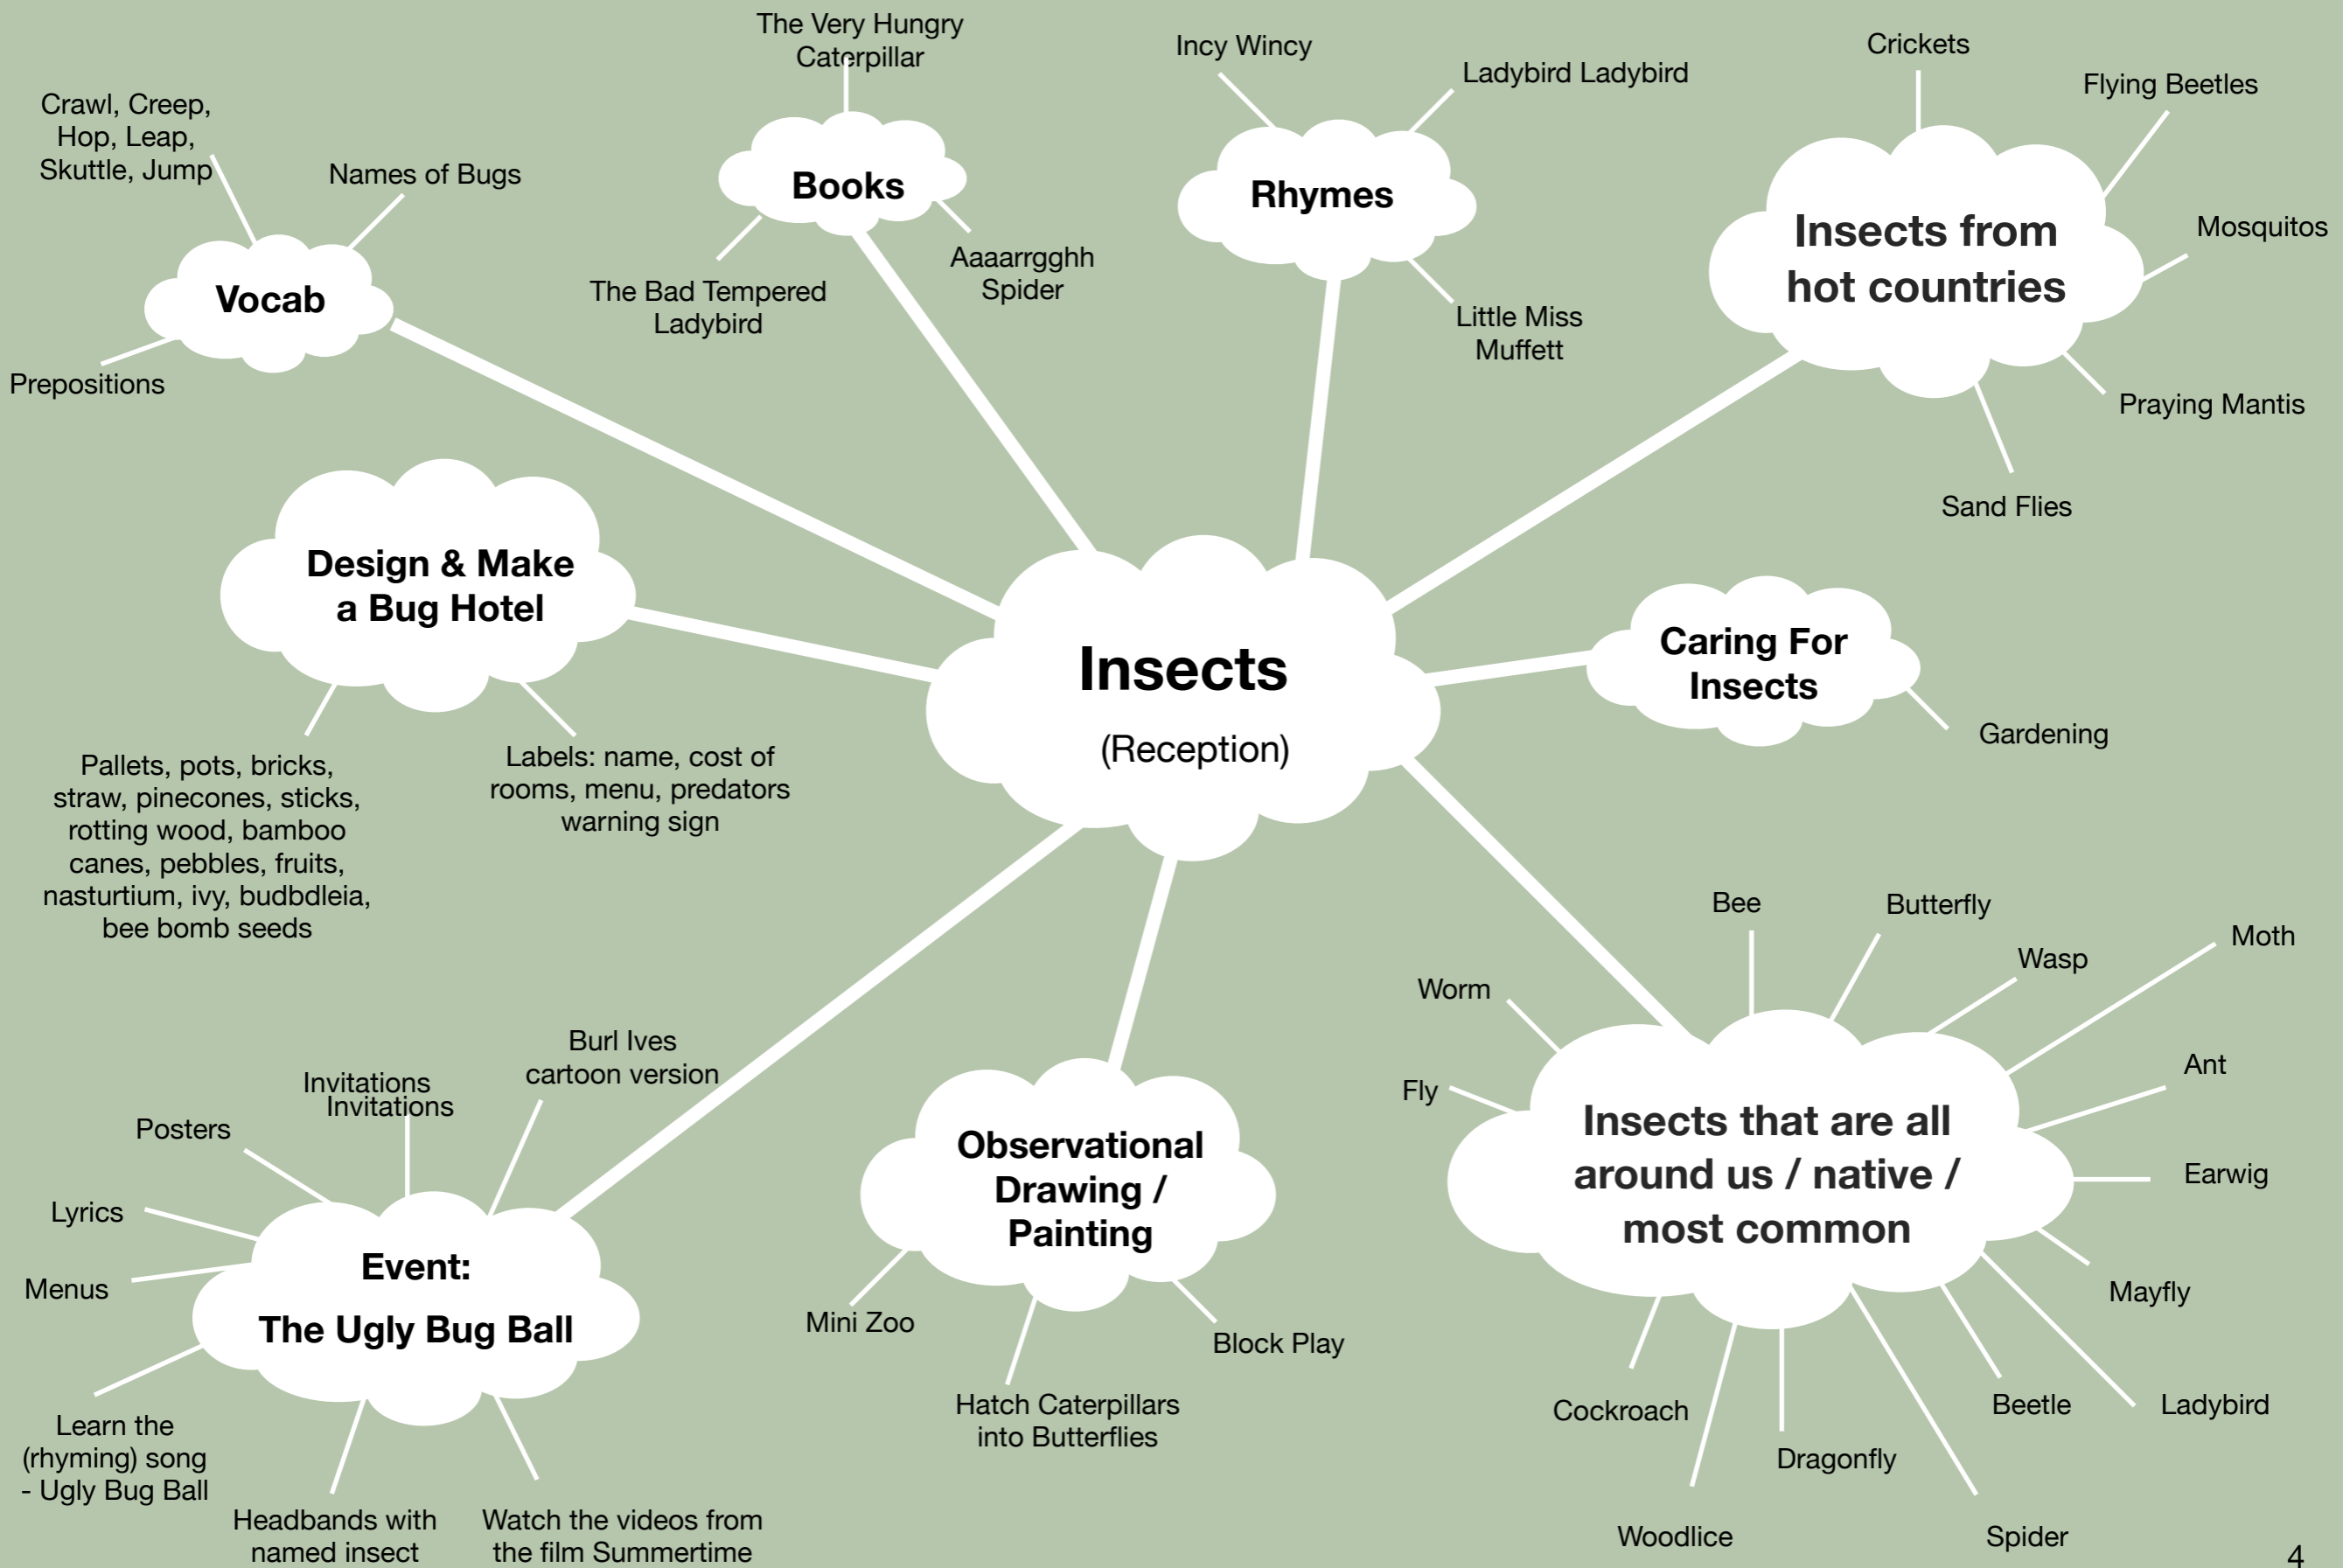 The Very Hungry
Caterpillar
Incy Wincy
Ladybird Ladybird
Crickets
Flying Beetles
Crawl, Creep,
Hop, Leap,
Skuttle, Jump
Names of Bugs
Books
Rhymes
Insects from
hot countries
Mosquitos
Vocab
Aaaarrgghh
Spider
The Bad Tempered
Ladybird
Little Miss
Muffett
Prepositions
Praying Mantis
Sand Flies
Design & Make
a Bug Hotel
Insects
(Reception)
Caring For
Insects
Gardening
Pallets, pots, bricks,
straw, pinecones, sticks,
rotting wood, bamboo
canes, pebbles, fruits,
nasturtium, ivy, budbdleia,
bee bomb seeds
Labels: name, cost of
rooms, menu, predators
warning sign
Bee
Butterfly
Wasp
Moth
Worm
Fly
Ant
Earwig
Insects that are all
around us / native /
most common
Mayfly
Ladybird
Beetle
Cockroach
Dragonfly
Woodlice
Spider
Burl Ives
cartoon version
Invitations
Invitations
Posters
Lyrics
Menus
Event:
The Ugly Bug Ball
Observational
Drawing /
Painting
Mini Zoo
Block Play
Hatch Caterpillars
into Butterflies
Learn the
(rhyming) song
- Ugly Bug Ball
Headbands with
named insect
Watch the videos from
the film Summertime
4